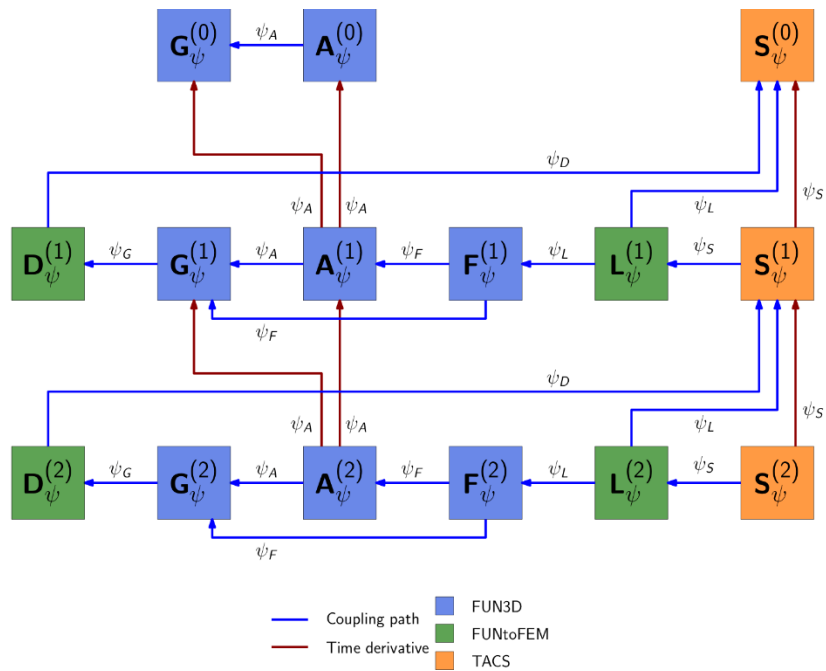 G_ψ^(0) ψ_A A_ψ^(0) S_ψ^(0)
ψ_D
ψ_A ψ_A ψ_L ψ_S
D_ψ^(1) ψ_G G_ψ^(1) ψ_A A_ψ^(1) ψ_F F_ψ^(1) ψ_L L_ψ^(1) ψ_S S_ψ^(1)
ψ_F
ψ_D
ψ_A ψ_A ψ_L ψ_S
D_ψ^(2) ψ_G G_ψ^(2) ψ_A A_ψ^(2) ψ_F F_ψ^(2) ψ_L L_ψ^(2) ψ_S S_ψ^(2)
ψ_F
Coupling path
Time derivative
FUN3D
FUNtoFEM
TACS